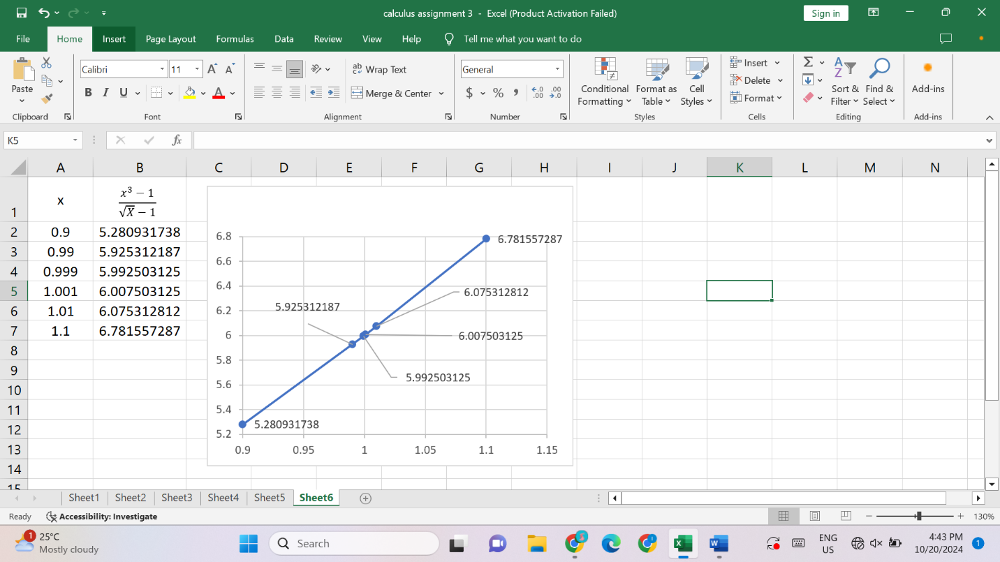 calculus assignment 3 - Excel (Product Activation Failed)
Sign in
File Home Insert Page Layout Formulas Data Review View Help Tell me what you want to do
Paste
Calibri 11 A A
B I U A
Clipboard Font
ab c Wrap Text
Merge & Center
Alignment
General
$ % , .0 .00 .00 .0
Number
Conditional Formatting
Format as Table
Cell Styles
Styles
Insert
Delete
Format
Cells
Σ
Sort & Filter
Find & Select
Editing
Add-ins
Add-ins
K5 fx
A B C D E F G H I J K L M N
1 x x³ − 1
√X − 1
2 0.9 5.280931738
3 0.99 5.925312187
4 0.999 5.992503125
5 1.001 6.007503125
6 1.01 6.075312812
7 1.1 6.781557287
8
9
10
11
12
13
14
15
6.8
6.6
6.4
6.2
6
5.8
5.6
5.4
5.2
0.9 0.95 1 1.05 1.1 1.15
6.781557287
6.075312812
5.925312187
6.007503125
5.992503125
5.280931738
Sheet1 Sheet2 Sheet3 Sheet4 Sheet5 Sheet6
Ready Accessibility: Investigate 130%
1
25°C
Mostly cloudy
Search
ENG
US
4:43 PM
10/20/2024
1